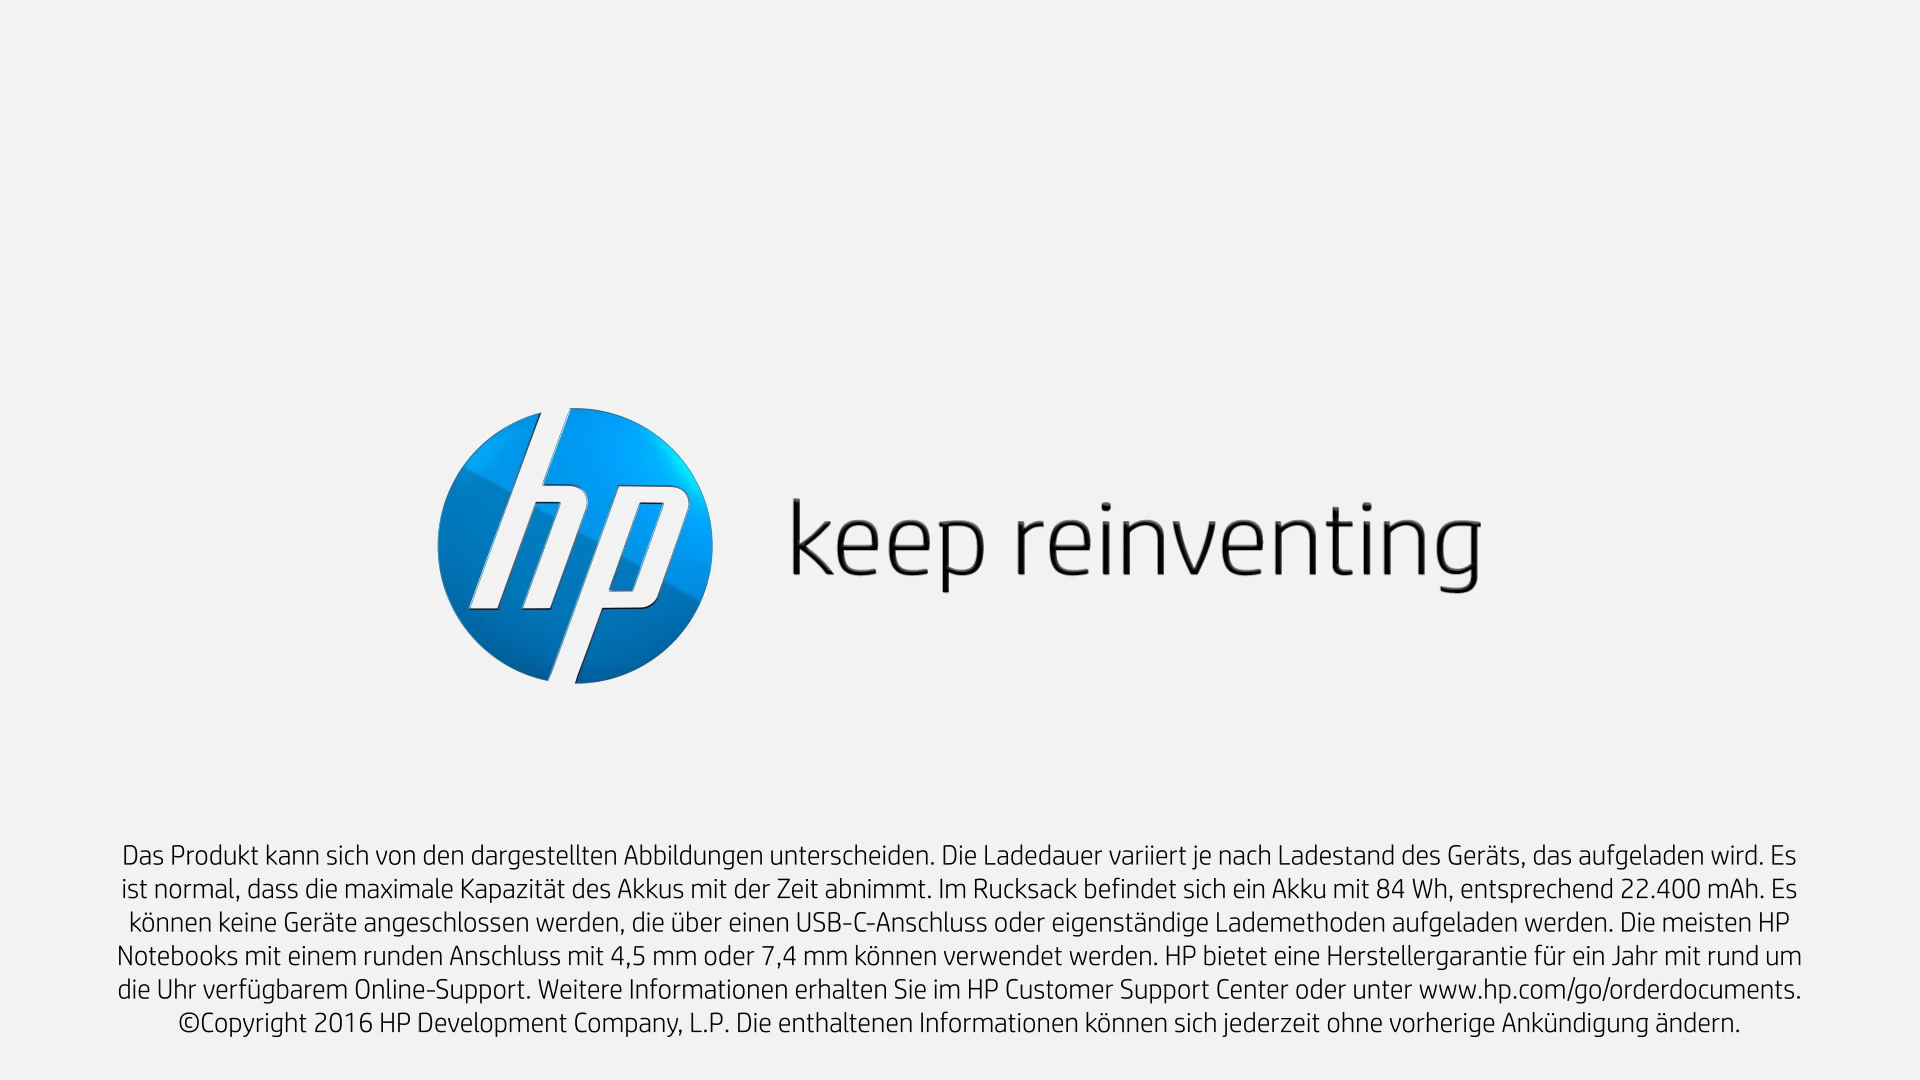 hp
keep reinventing
Das Produkt kann sich von den dargestellten Abbildungen unterscheiden. Die Ladedauer variiert je nach Ladestand des Geräts, das aufgeladen wird. Es
ist normal, dass die maximale Kapazität des Akkus mit der Zeit abnimmt. Im Rucksack befindet sich ein Akku mit 84 Wh, entsprechend 22.400 mAh. Es
können keine Geräte angeschlossen werden, die über einen USB-C-Anschluss oder eigenständige Lademethoden aufgeladen werden. Die meisten HP
Notebooks mit einem runden Anschluss mit 4,5 mm oder 7,4 mm können verwendet werden. HP bietet eine Herstellergarantie für ein Jahr mit rund um
die Uhr verfügbarem Online-Support. Weitere Informationen erhalten Sie im HP Customer Support Center oder unter www.hp.com/go/orderdocuments.
©Copyright 2016 HP Development Company, L.P. Die enthaltenen Informationen können sich jederzeit ohne vorherige Ankündigung ändern.